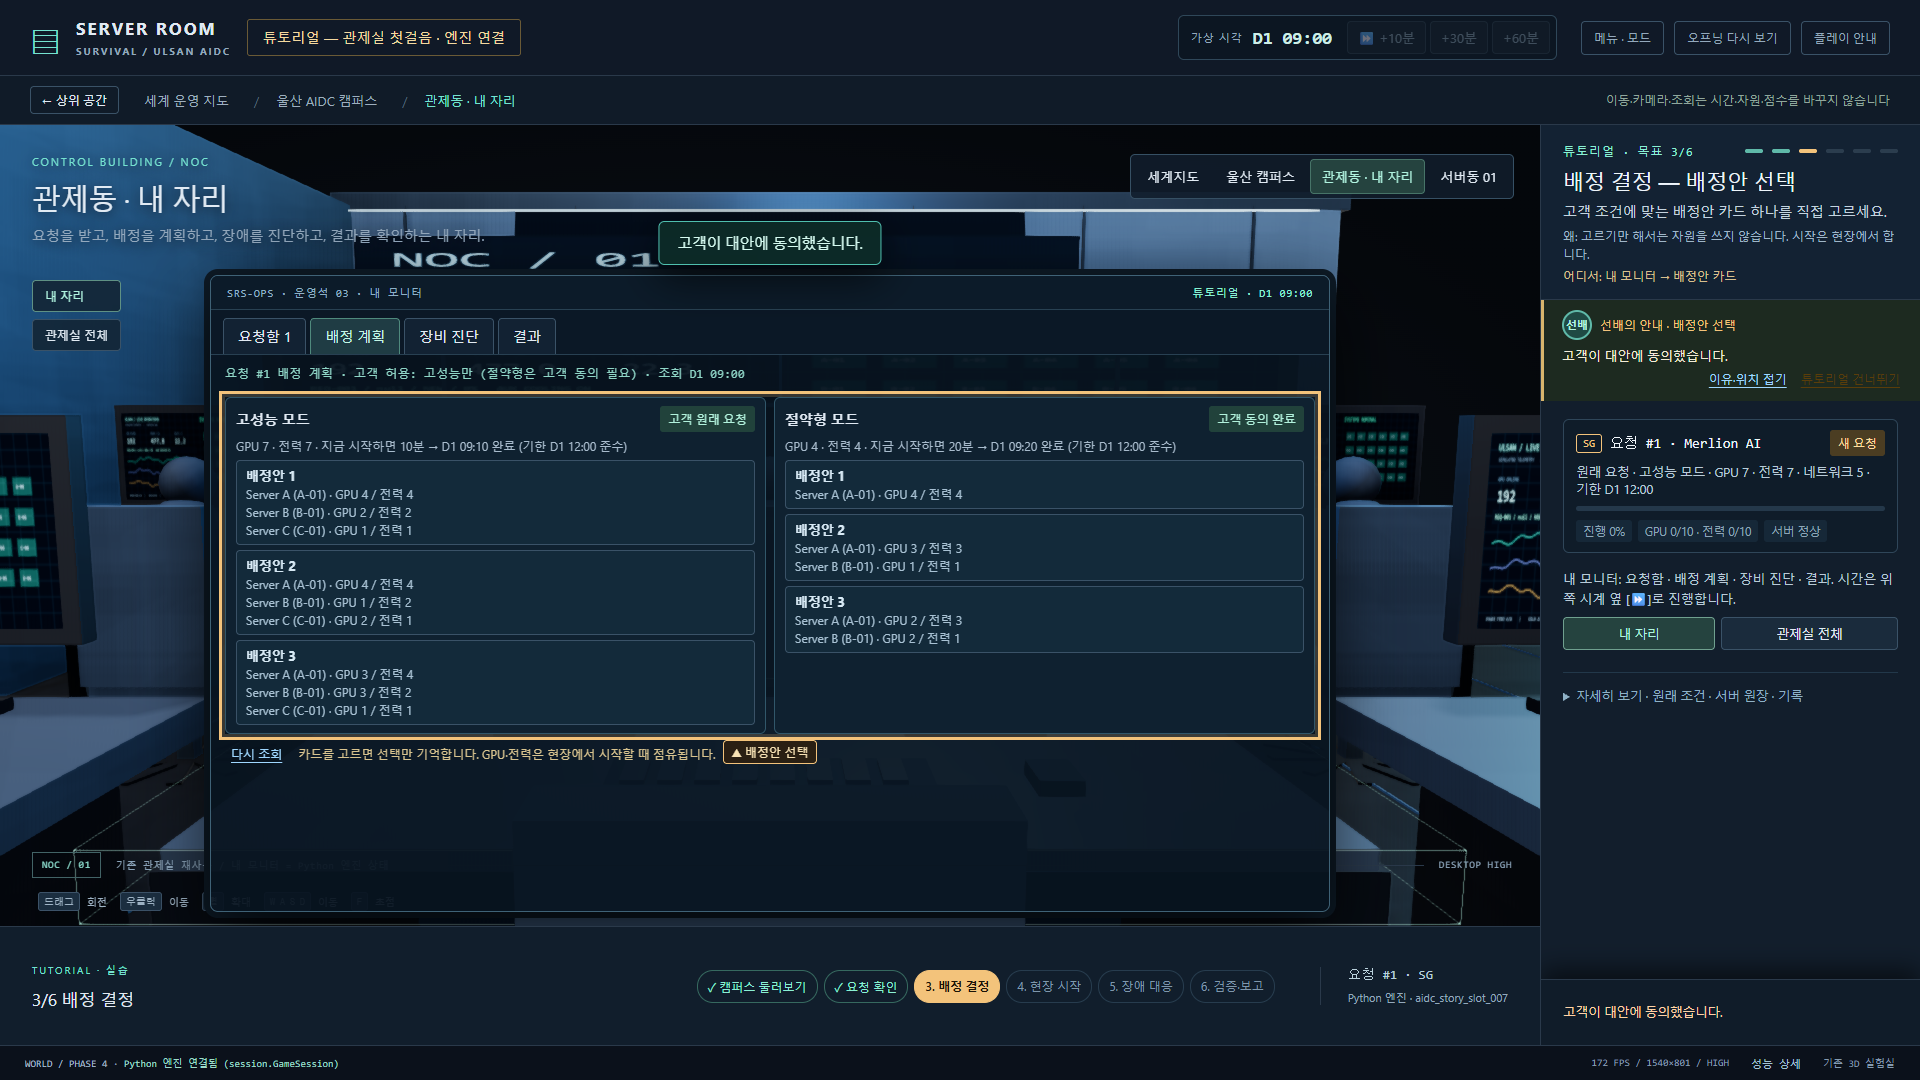 SERVER ROOM
SURVIVAL / ULSAN AIDC
튜토리얼 — 관제실 첫걸음 · 엔진 연결
가상 시각 D1 09:00 ⏩ +10분 +30분 +60분
메뉴 · 모드 오프닝 다시 보기 플레이 안내
← 상위 공간 세계 운영 지도 / 울산 AIDC 캠퍼스 / 관제동 · 내 자리
이동·카메라·조회는 시간·자원·점수를 바꾸지 않습니다
CONTROL BUILDING / NOC
관제동 · 내 자리
요청을 받고, 배정을 계획하고, 장애를 진단하고, 결과를 확인하는 내 자리.
세계지도 울산 캠퍼스 관제동 · 내 자리 서버동 01
내 자리
관제실 전체
NOC / 01
고객이 대안에 동의했습니다.
SRS-OPS · 운영석 03 · 내 모니터
튜토리얼 · D1 09:00
요청함 1 배정 계획 장비 진단 결과
요청 #1 배정 계획 · 고객 허용: 고성능만 (절약형은 고객 동의 필요) · 조회 D1 09:00
고성능 모드 고객 원래 요청
GPU 7 · 전력 7 · 지금 시작하면 10분 → D1 09:10 완료 (기한 D1 12:00 준수)
배정안 1
Server A (A-01) · GPU 4 / 전력 4
Server B (B-01) · GPU 2 / 전력 2
Server C (C-01) · GPU 1 / 전력 1
배정안 2
Server A (A-01) · GPU 4 / 전력 4
Server B (B-01) · GPU 1 / 전력 2
Server C (C-01) · GPU 2 / 전력 1
배정안 3
Server A (A-01) · GPU 3 / 전력 4
Server B (B-01) · GPU 3 / 전력 2
Server C (C-01) · GPU 1 / 전력 1
절약형 모드 고객 동의 완료
GPU 4 · 전력 4 · 지금 시작하면 20분 → D1 09:20 완료 (기한 D1 12:00 준수)
배정안 1
Server A (A-01) · GPU 4 / 전력 4
배정안 2
Server A (A-01) · GPU 3 / 전력 3
Server B (B-01) · GPU 1 / 전력 1
배정안 3
Server A (A-01) · GPU 2 / 전력 3
Server B (B-01) · GPU 2 / 전력 1
다시 조회 카드를 고르면 선택만 기억합니다. GPU·전력은 현장에서 시작할 때 점유됩니다. ▲ 배정안 선택
192
NOC / 01 기존 관제실 재사
DESKTOP HIGH
드래그 회전 우클릭 이동
튜토리얼 · 목표 3/6
배정 결정 — 배정안 선택
고객 조건에 맞는 배정안 카드 하나를 직접 고르세요.
왜: 고르기만 해서는 자원을 쓰지 않습니다. 시작은 현장에서 합
니다.
어디서: 내 모니터 → 배정안 카드
선배 선배의 안내 · 배정안 선택
고객이 대안에 동의했습니다.
이유·위치 접기 튜토리얼 건너뛰기
SG 요청 #1 · Merlion AI 새 요청
원래 요청 · 고성능 모드 · GPU 7 · 전력 7 · 네트워크 5 ·
기한 D1 12:00
진행 0% GPU 0/10 · 전력 0/10 서버 정상
내 모니터: 요청함 · 배정 계획 · 장비 진단 · 결과. 시간은 위
쪽 시계 옆 [⏩]로 진행합니다.
내 자리 관제실 전체
▶ 자세히 보기 · 원래 조건 · 서버 원장 · 기록
고객이 대안에 동의했습니다.
TUTORIAL · 실습
3/6 배정 결정
✓ 캠퍼스 둘러보기 ✓ 요청 확인 3. 배정 결정 4. 현장 시작 5. 장애 대응 6. 검증·보고
요청 #1 · SG
Python 엔진 · aidc_story_slot_007
WORLD / PHASE 4 · Python 엔진 연결됨 (session.GameSession)
172 FPS / 1540×801 / HIGH 성능 상세 기존 3D 실험실